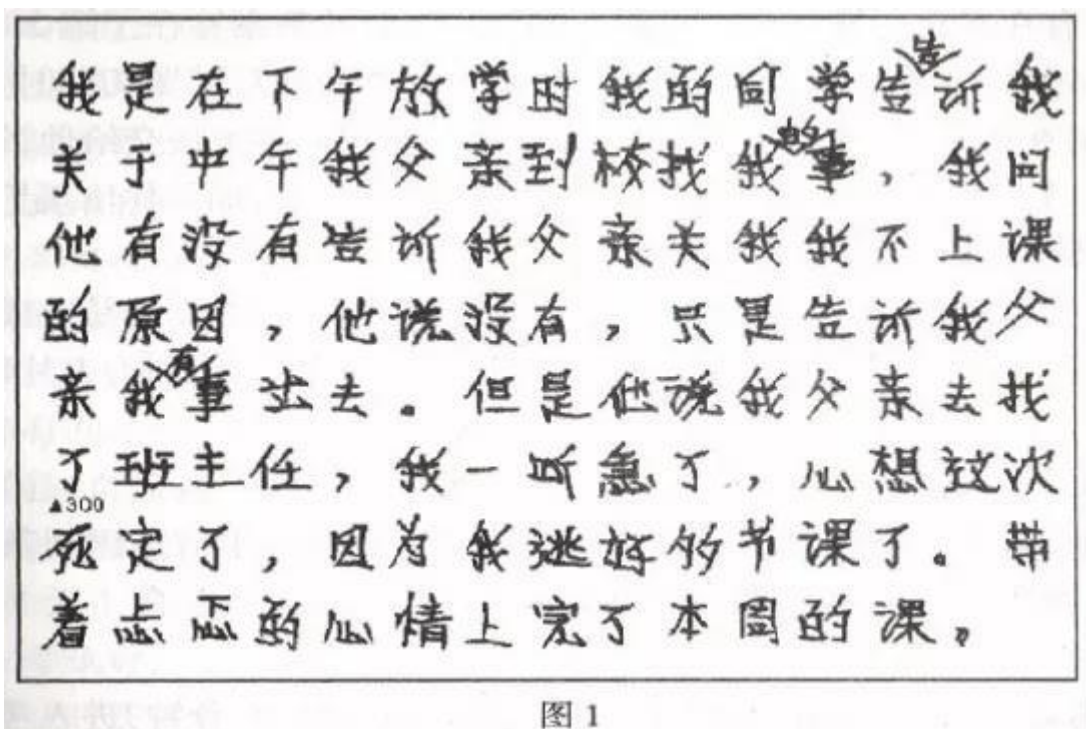 我是在下午放学时我的同学告诉我
关于中午我父亲到校找我的事，我问
他有没有告诉我父亲关我我不上课
的原因，他说没有，只是告诉我父
亲我有事出去。但是他说我父亲去找
了班主任，我一听急了，心想这次
▲300
死定了，因为我逃好多节课了。带
着忐忑的心情上完了本周的课。
图1